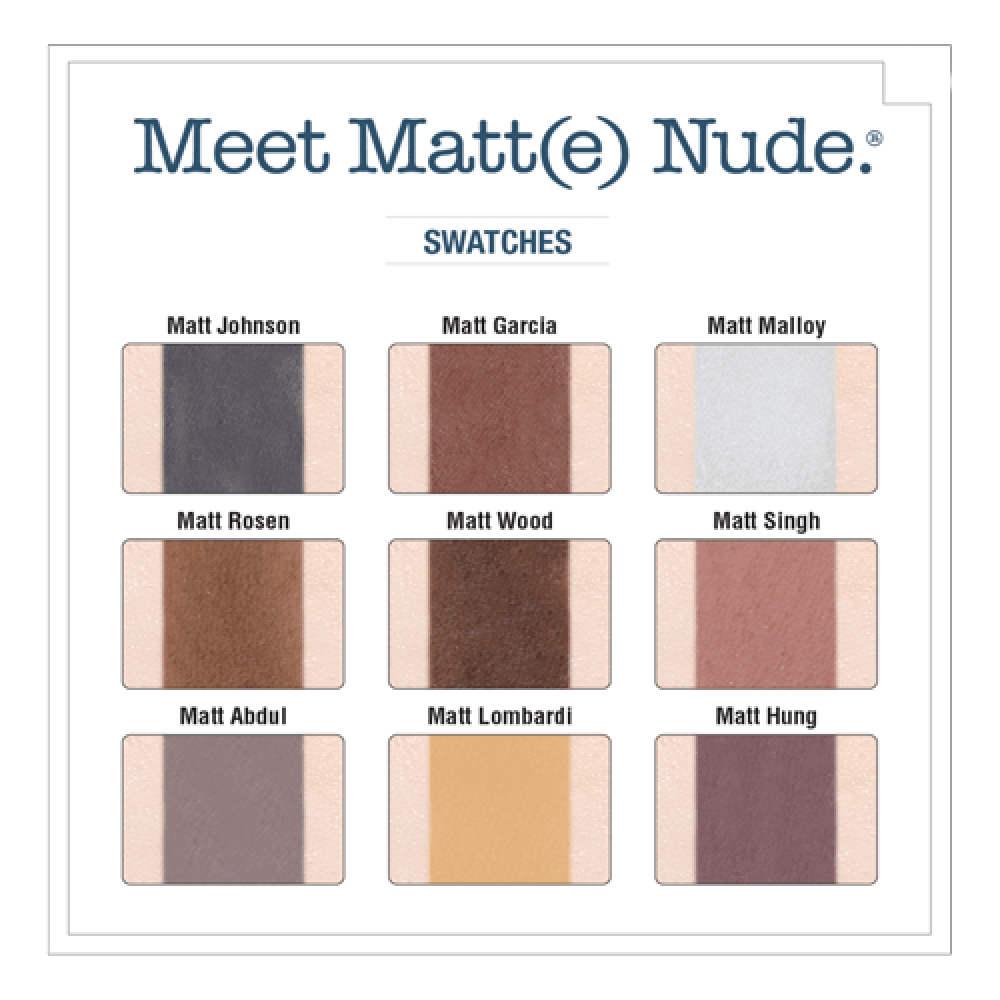 Meet Matt(e) Nude.®
SWATCHES
Matt Johnson Matt Garcia Matt Malloy
Matt Rosen Matt Wood Matt Singh
Matt Abdul Matt Lombardi Matt Hung